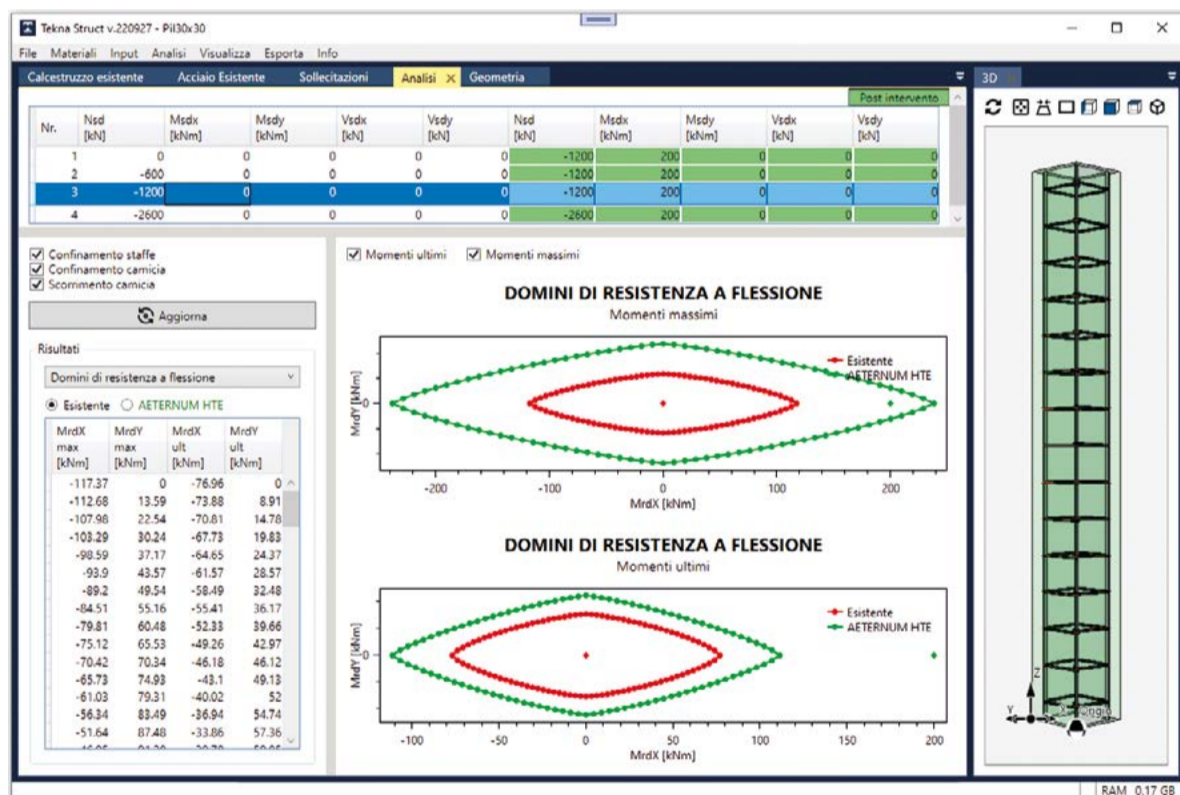 Tekna Struct v.220927 - Pil30x30
File Materiali Input Analisi Visualizza Esporta Info
Calcestruzzo esistente Acciaio Esistente Sollecitazioni Analisi Geometria 3D
Post intervento
Nr. Nsd [kN] Msdx [kNm] Msdy [kNm] Vsdx [kN] Vsdy [kN] Nsd [kN] Msdx [kNm] Msdy [kNm] Vsdx [kN] Vsdy [kN]
1 0 0 0 0 0 -1200 200 0 0 0
2 -600 0 0 0 0 -1200 200 0 0 0
3 -1200 0 0 0 0 -1200 200 0 0 0
4 -2600 0 0 0 0 -2600 200 0 0 0
Confinamento staffe
Confinamento camicia
Scorrimento camicia
Aggiorna
Risultati
Domini di resistenza a flessione
Esistente AETERNUM HTE
MrdX MrdY MrdX MrdY
max max ult ult
[kNm] [kNm] [kNm] [kNm]
-117.37 0 -76.96 0
-112.68 13.59 -73.88 8.91
-107.98 22.54 -70.81 14.78
-103.29 30.24 -67.73 19.83
-98.59 37.17 -64.65 24.37
-93.9 43.57 -61.57 28.57
-89.2 49.54 -58.49 32.48
-84.51 55.16 -55.41 36.17
-79.81 60.48 -52.33 39.66
-75.12 65.53 -49.26 42.97
-70.42 70.34 -46.18 46.12
-65.73 74.93 -43.1 49.13
-61.03 79.31 -40.02 52
-56.34 83.49 -36.94 54.74
-51.64 87.48 -33.86 57.36
Momenti ultimi Momenti massimi
DOMINI DI RESISTENZA A FLESSIONE
Momenti massimi
Esistente
AETERNUM HTE
MrdY [kNm]
0
-200 -100 0 100 200
MrdX [kNm]
DOMINI DI RESISTENZA A FLESSIONE
Momenti ultimi
Esistente
AETERNUM HTE
MrdY [kNm]
0
-100 -50 0 50 100 150 200
MrdX [kNm]
Z
Y
RAM 0.17 GB